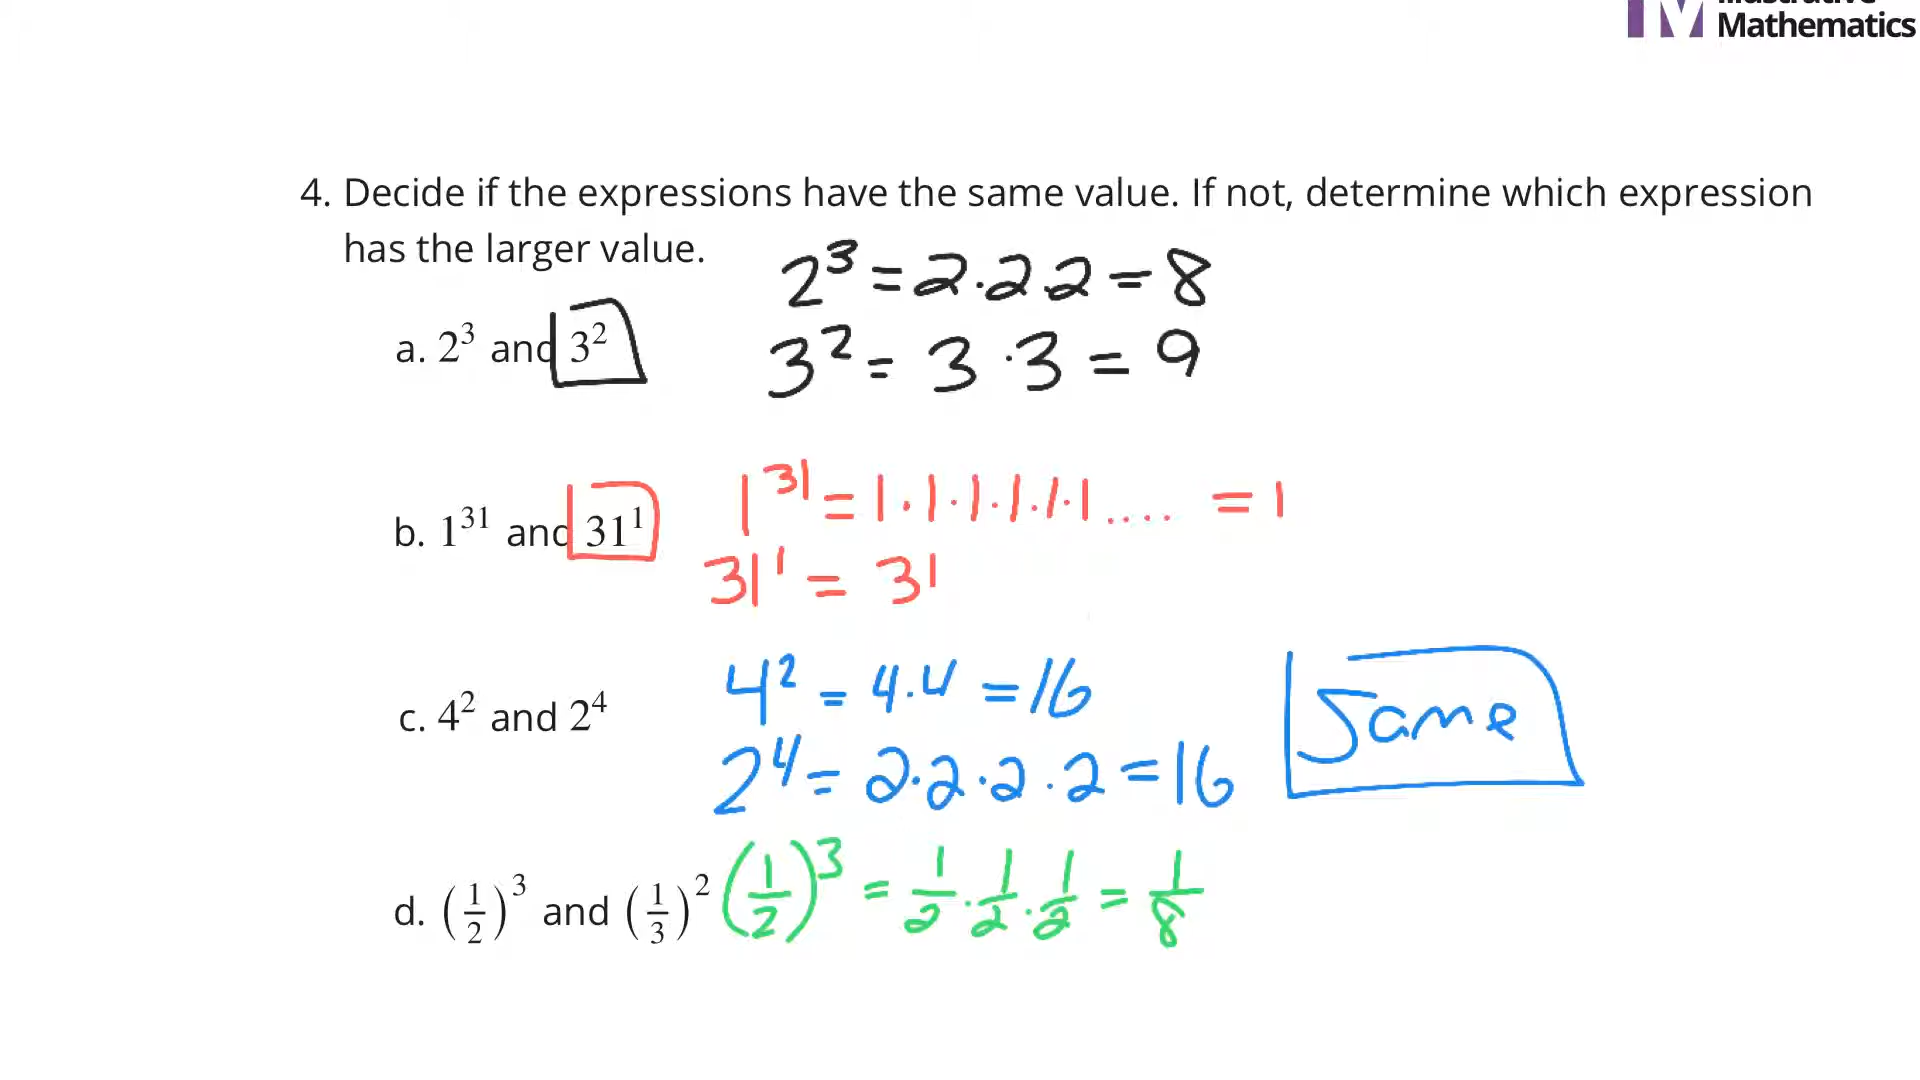 Mathematics
4. Decide if the expressions have the same value. If not, determine which expression
has the larger value.
2³ = 2·2·2 = 8
a. 2³ and 3²
3² = 3·3 = 9
1³¹ = 1·1·1·1·1·1.... = 1
b. 1³¹ and 31¹
31¹ = 31
4² = 4·4 = 16
c. 4² and 2⁴
Same
2⁴ = 2·2·2·2 = 16
d. (1/2)³ and (1/3)² (1/2)³ = 1/2·1/2·1/2 = 1/8